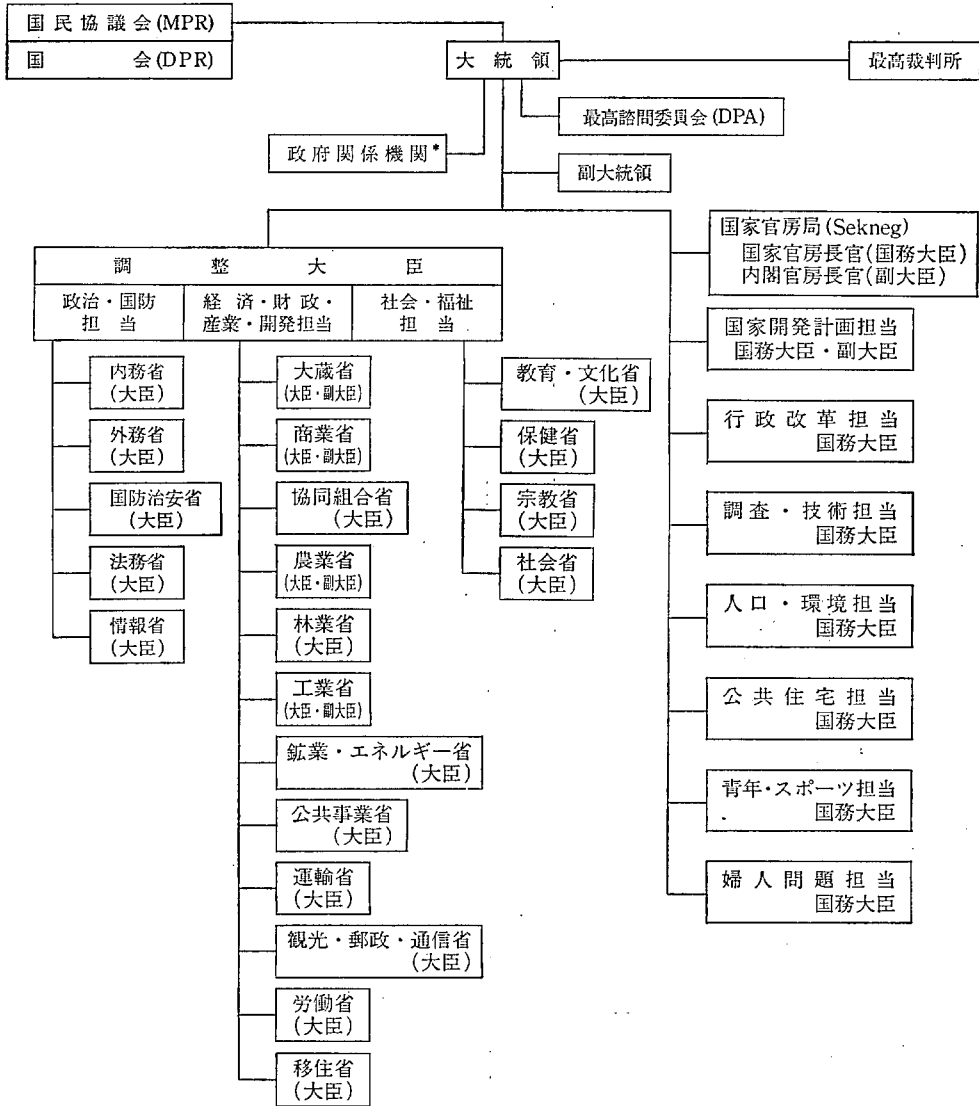 国民協議会(MPR)
国会(DPR)
大統領
最高裁判所
最高諮問委員会(DPA)
政府関係機関*
副大統領
調整大臣
政治・国防
担当
経済・財政・
産業・開発担当
社会・福祉
担当
内務省
(大臣)
外務省
(大臣)
国防治安省
(大臣)
法務省
(大臣)
情報省
(大臣)
大蔵省
(大臣・副大臣)
商業省
(大臣・副大臣)
協同組合省
(大臣)
農業省
(大臣・副大臣)
林業省
(大臣)
工業省
(大臣・副大臣)
鉱業・エネルギー省
(大臣)
公共事業省
(大臣)
運輸省
(大臣)
観光・郵政・通信省
(大臣)
労働省
(大臣)
移住省
(大臣)
教育・文化省
(大臣)
保健省
(大臣)
宗教省
(大臣)
社会省
(大臣)
国家官房局(Sekneg)
国家官房長官(国務大臣)
内閣官房長官(副大臣)
国家開発計画担当
国務大臣・副大臣
行政改革担当
国務大臣
調査・技術担当
国務大臣
人口・環境担当
国務大臣
公共住宅担当
国務大臣
青年・スポーツ担当
国務大臣
婦人問題担当
国務大臣